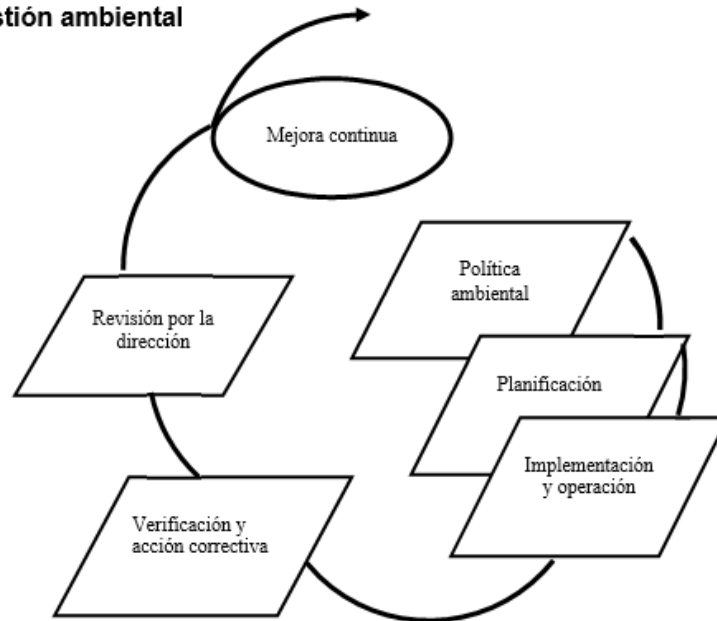 stión ambiental
Mejora continua
Política
ambiental
Planificación
Implementación
y operación
Verificación y
acción correctiva
Revisión por la
dirección